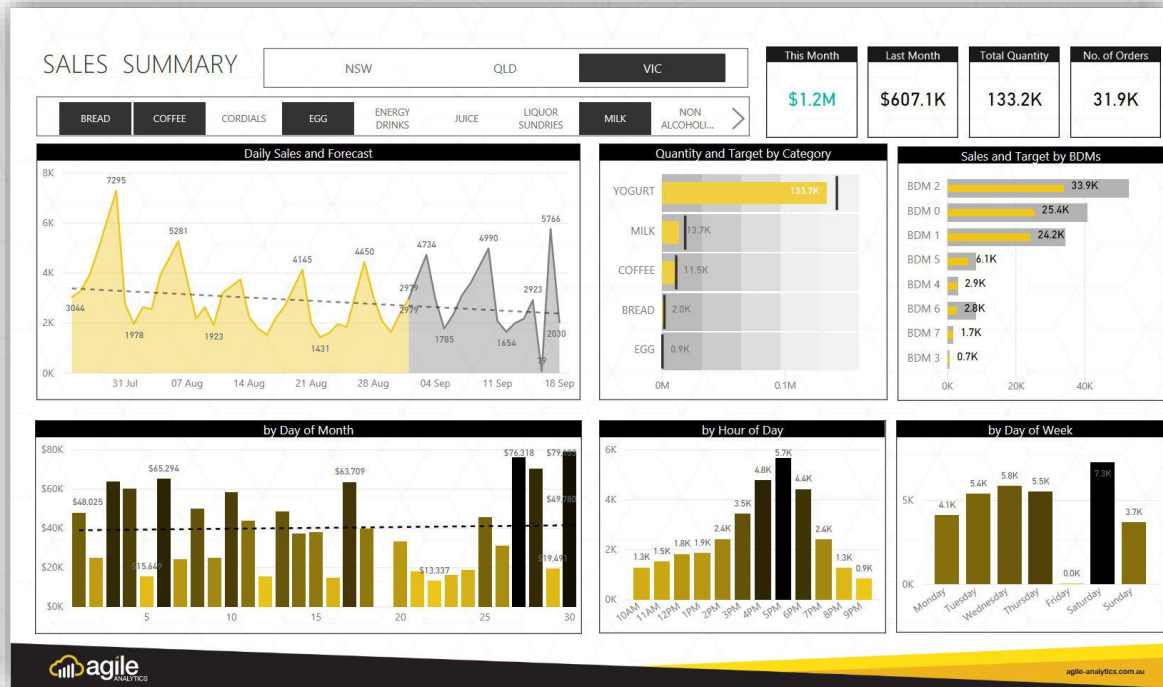 SALES SUMMARY
NSW QLD VIC
BREAD COFFEE CORDIALS EGG ENERGY DRINKS JUICE LIQUOR SUNDRIES MILK NON ALCOHOLI...
This Month
$1.2M
Last Month
$607.1K
Total Quantity
133.2K
No. of Orders
31.9K
Daily Sales and Forecast
8K
6K
4K
2K
0K
7295
5281
4145
4450
4734
4990
5766
3044
1978
1923
1431
2979
2979
1785
1654
2923
19
2030
31 Jul 07 Aug 14 Aug 21 Aug 28 Aug 04 Sep 11 Sep 18 Sep
Quantity and Target by Category
YOGURT 133.7K
MILK 13.7K
COFFEE 11.5K
BREAD 2.0K
EGG 0.9K
0M 0.1M
Sales and Target by BDMs
BDM 2 33.9K
BDM 0 25.4K
BDM 1 24.2K
BDM 5 6.1K
BDM 4 2.9K
BDM 6 2.8K
BDM 7 1.7K
BDM 3 0.7K
0K 20K 40K
by Day of Month
$80K
$60K
$40K
$20K
$0K
$48,025
$15,649
$65,294
$63,709
$13,337
$76,318
$19,491
$49,780
5 10 15 20 25 30
by Hour of Day
6K
4K
2K
0K
1.3K 1.5K 1.8K 1.9K 2.4K 3.5K 4.8K 5.7K 4.4K 2.4K 1.3K 0.9K
10AM 11AM 12PM 1PM 2PM 3PM 4PM 5PM 6PM 7PM 8PM 9PM
by Day of Week
5K
0K
4.1K 5.4K 5.8K 5.5K 0.0K 7.3K 3.7K
Monday Tuesday Wednesday Thursday Friday Saturday Sunday
agile
ANALYTICS
agile-analytics.com.au